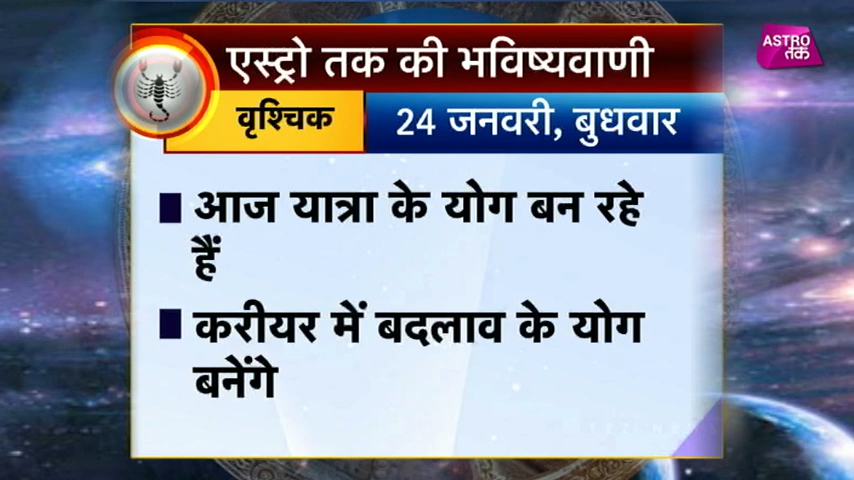 एस्ट्रो तक की भविष्यवाणी
ASTRO
तक
वृश्चिक
24 जनवरी, बुधवार
आज यात्रा के योग बन रहे
हैं
करीयर में बदलाव के योग
बनेंगे